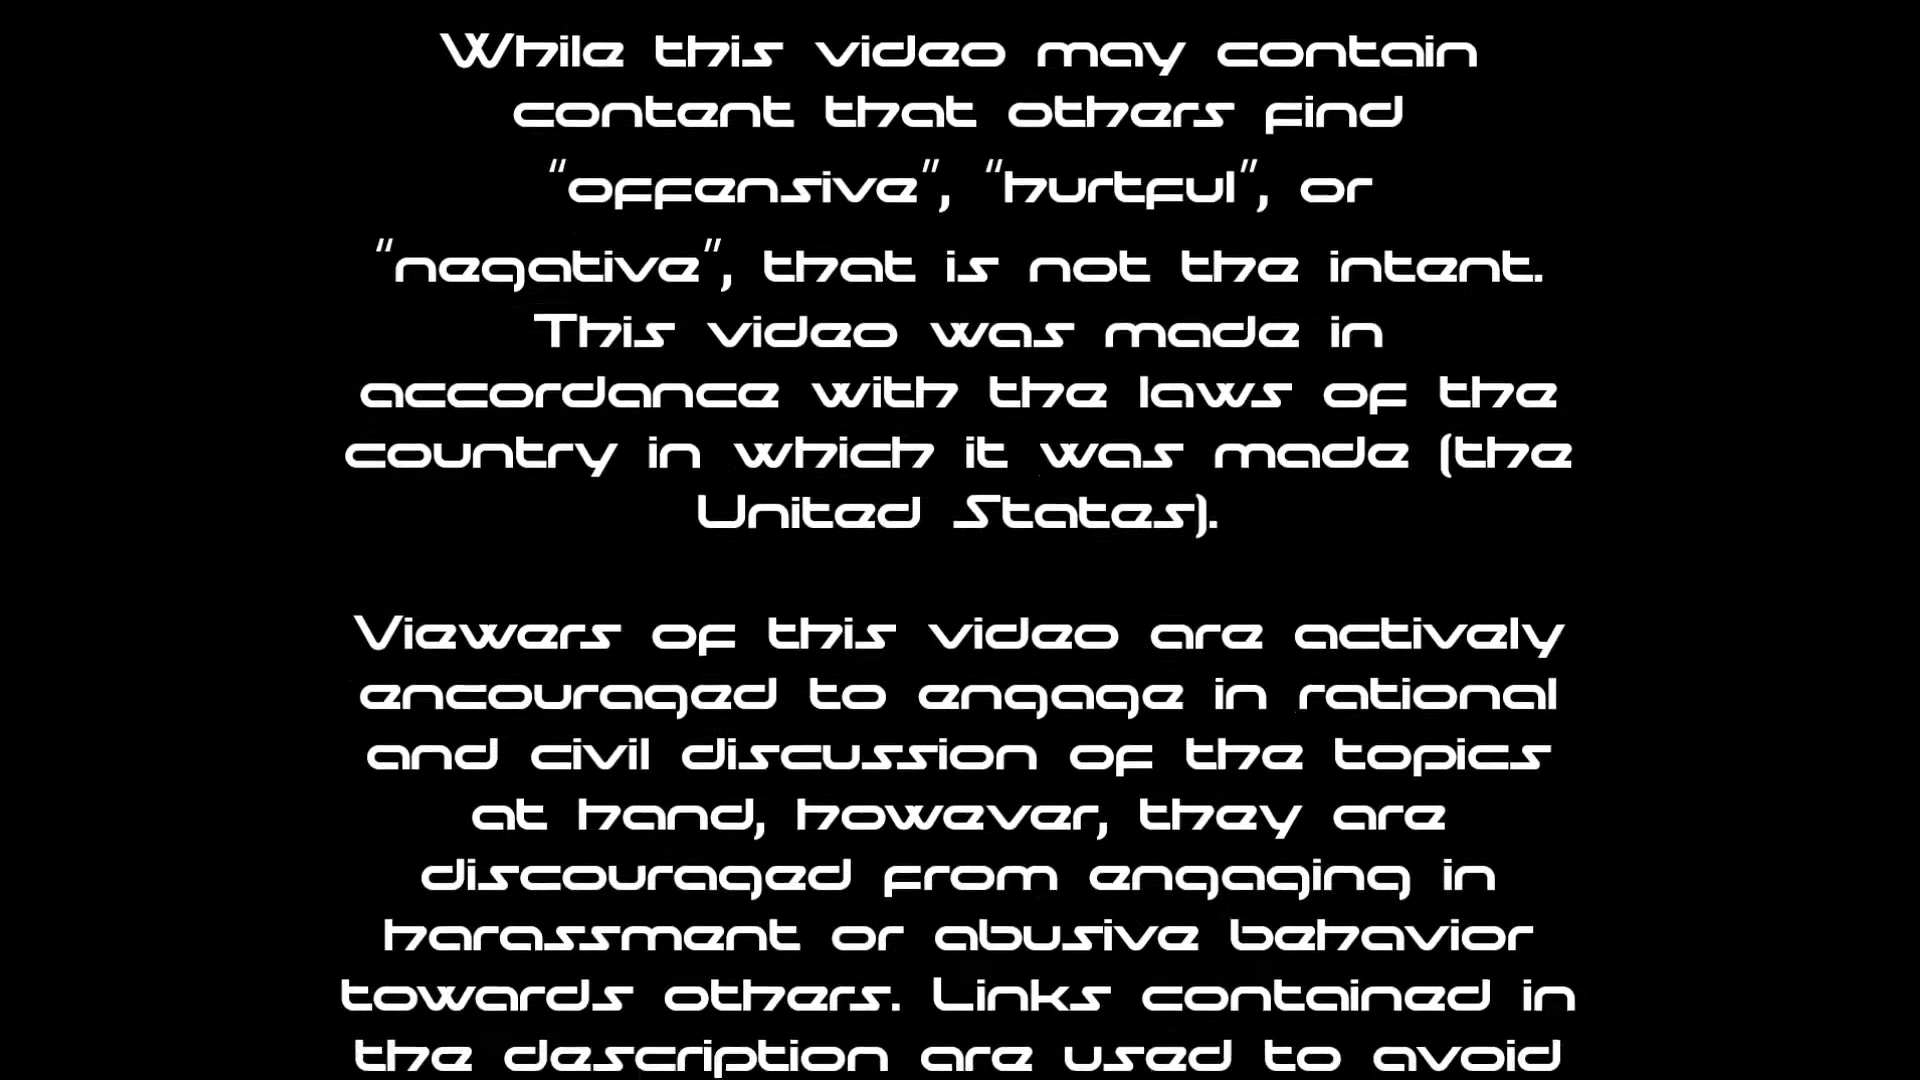 While this video may contain
content that others find
"offensive", "hurtful", or
"negative", that is not the intent.
This video was made in
accordance with the laws of the
country in which it was made (the
United States).
Viewers of this video are actively
encouraged to engage in rational
and civil discussion of the topics
at hand, however, they are
discouraged from engaging in
harassment or abusive behavior
towards others. Links contained in
the description are used to avoid